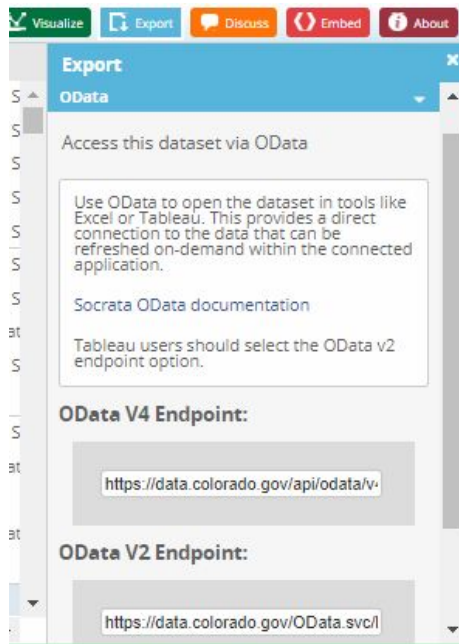 Visualize Export Discuss Embed About
Export
OData
Access this dataset via OData
Use OData to open the dataset in tools like
Excel or Tableau. This provides a direct
connection to the data that can be
refreshed on-demand within the connected
application.
Socrata OData documentation
Tableau users should select the OData v2
endpoint option.
OData V4 Endpoint:
https://data.colorado.gov/api/odata/v
OData V2 Endpoint:
https://data.colorado.gov/OData.svc/
S
S
S
S
S
S
S
at
S
S
at
at